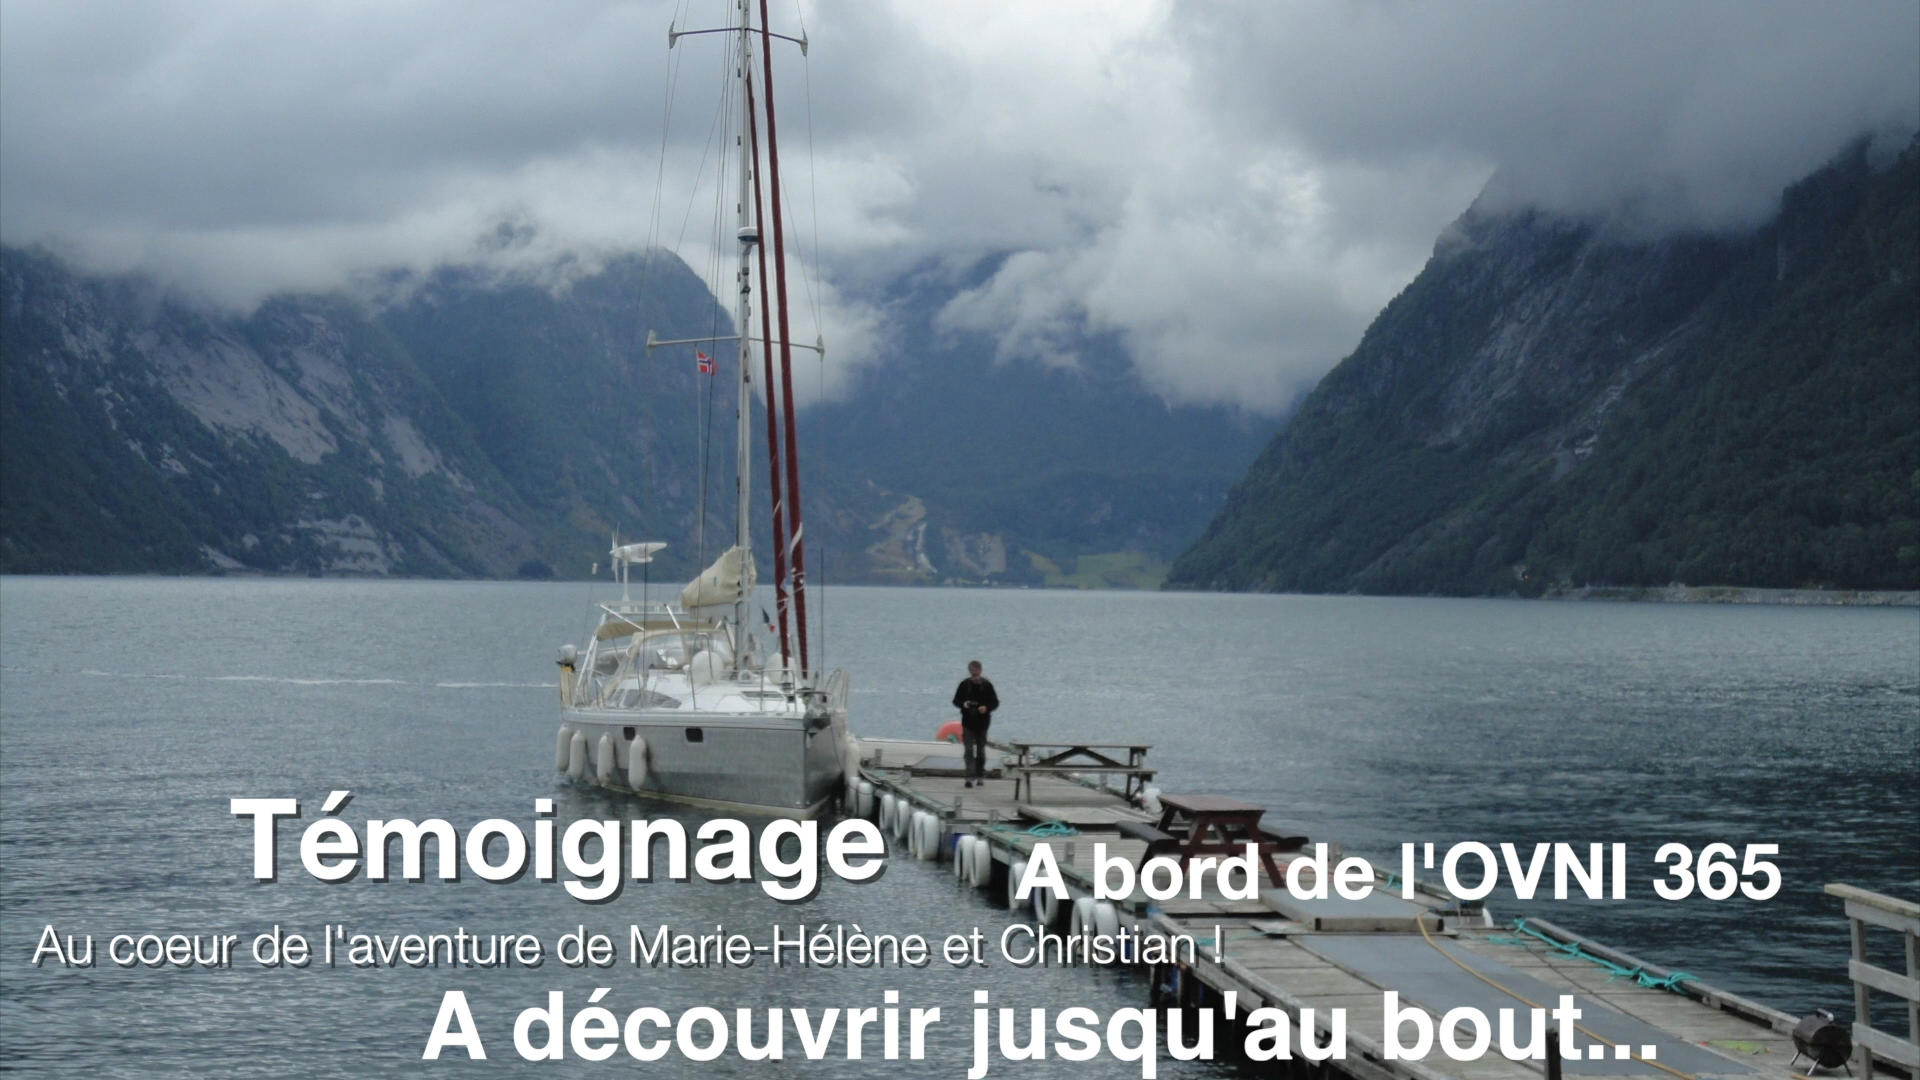 Témoignage
A bord de l'OVNI 365
Au coeur de l'aventure de Marie-Hélène et Christian !
A découvrir jusqu'au bout...